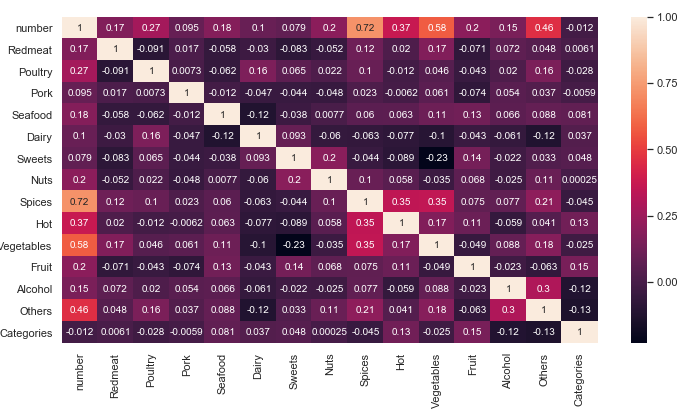 number 1 0.17 0.27 0.095 0.18 0.1 0.079 0.2 0.72 0.37 0.58 0.2 0.15 0.46 -0.012 1.00
Redmeat 0.17 1 -0.091 0.017 -0.058 -0.03 -0.083 -0.052 0.12 0.02 0.17 -0.071 0.072 0.048 0.0061
Poultry 0.27 -0.091 1 0.0073 -0.062 0.16 0.065 0.022 0.1 -0.012 0.046 -0.043 0.02 0.16 -0.028
0.75
Pork 0.095 0.017 0.0073 1 -0.012 -0.047 -0.044 -0.048 0.023 -0.0062 0.061 -0.074 0.054 0.037 -0.0059
Seafood 0.18 -0.058 -0.062 -0.012 1 -0.12 -0.038 0.0077 0.06 0.063 0.11 0.13 0.066 0.088 0.081
Dairy 0.1 -0.03 0.16 -0.047 -0.12 1 0.093 -0.06 -0.063 -0.077 -0.1 -0.043 -0.061 -0.12 0.037
0.50
Sweets 0.079 -0.083 0.065 -0.044 -0.038 0.093 1 0.2 -0.044 -0.089 -0.23 0.14 -0.022 0.033 0.048
Nuts 0.2 -0.052 0.022 -0.048 0.0077 -0.06 0.2 1 0.1 0.058 -0.035 0.068 -0.025 0.11 0.00025
Spices 0.72 0.12 0.1 0.023 0.06 -0.063 -0.044 0.1 1 0.35 0.35 0.075 0.077 0.21 -0.045
0.25
Hot 0.37 0.02 -0.012 -0.0062 0.063 -0.077 -0.089 0.058 0.35 1 0.17 0.11 -0.059 0.041 0.13
Vegetables 0.58 0.17 0.046 0.061 0.11 -0.1 -0.23 -0.035 0.35 0.17 1 -0.049 0.088 0.18 -0.025
Fruit 0.2 -0.071 -0.043 -0.074 0.13 -0.043 0.14 0.068 0.075 0.11 -0.049 1 -0.023 -0.063 0.15
0.00
Alcohol 0.15 0.072 0.02 0.054 0.066 -0.061 -0.022 -0.025 0.077 -0.059 0.088 -0.023 1 0.3 -0.12
Others 0.46 0.048 0.16 0.037 0.088 -0.12 0.033 0.11 0.21 0.041 0.18 -0.063 0.3 1 -0.13
Categories -0.012 0.0061 -0.028 -0.0059 0.081 0.037 0.048 0.00025 -0.045 0.13 -0.025 0.15 -0.12 -0.13 1
number Redmeat Poultry Pork Seafood Dairy Sweets Nuts Spices Hot Vegetables Fruit Alcohol Others Categories